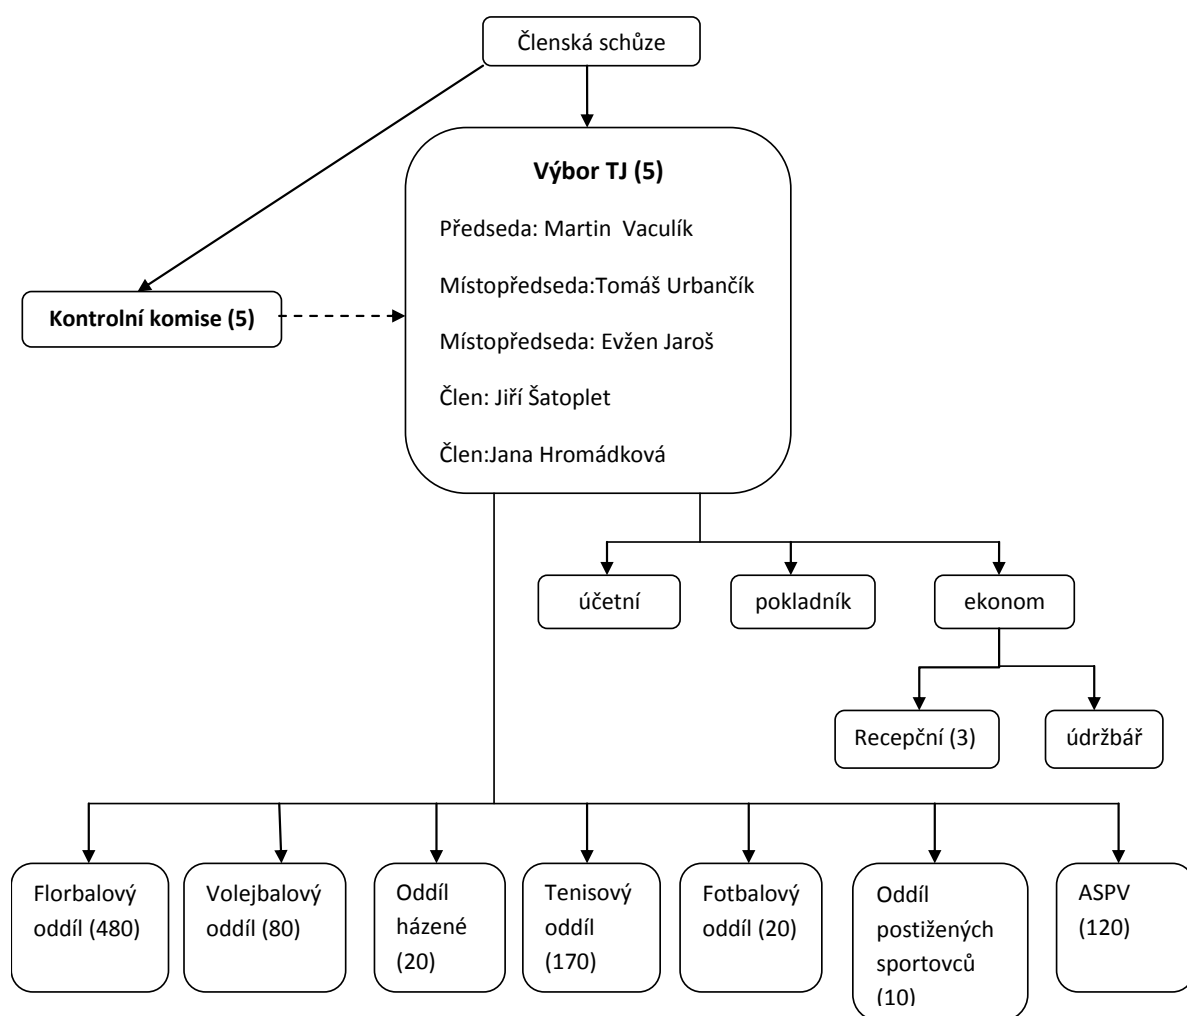 Členská schůze
Výbor TJ (5)
Předseda: Martin Vaculík
Místopředseda:Tomáš Urbančík
Místopředseda: Evžen Jaroš
Člen: Jiří Šatoplet
Člen:Jana Hromádková
Kontrolní komise (5)
účetní
pokladník
ekonom
Recepční (3)
údržbář
Florbalový
oddíl (480)
Volejbalový
oddíl (80)
Oddíl
házené
(20)
Tenisový
oddíl
(170)
Fotbalový
oddíl (20)
Oddíl
postižených
sportovců
(10)
ASPV
(120)